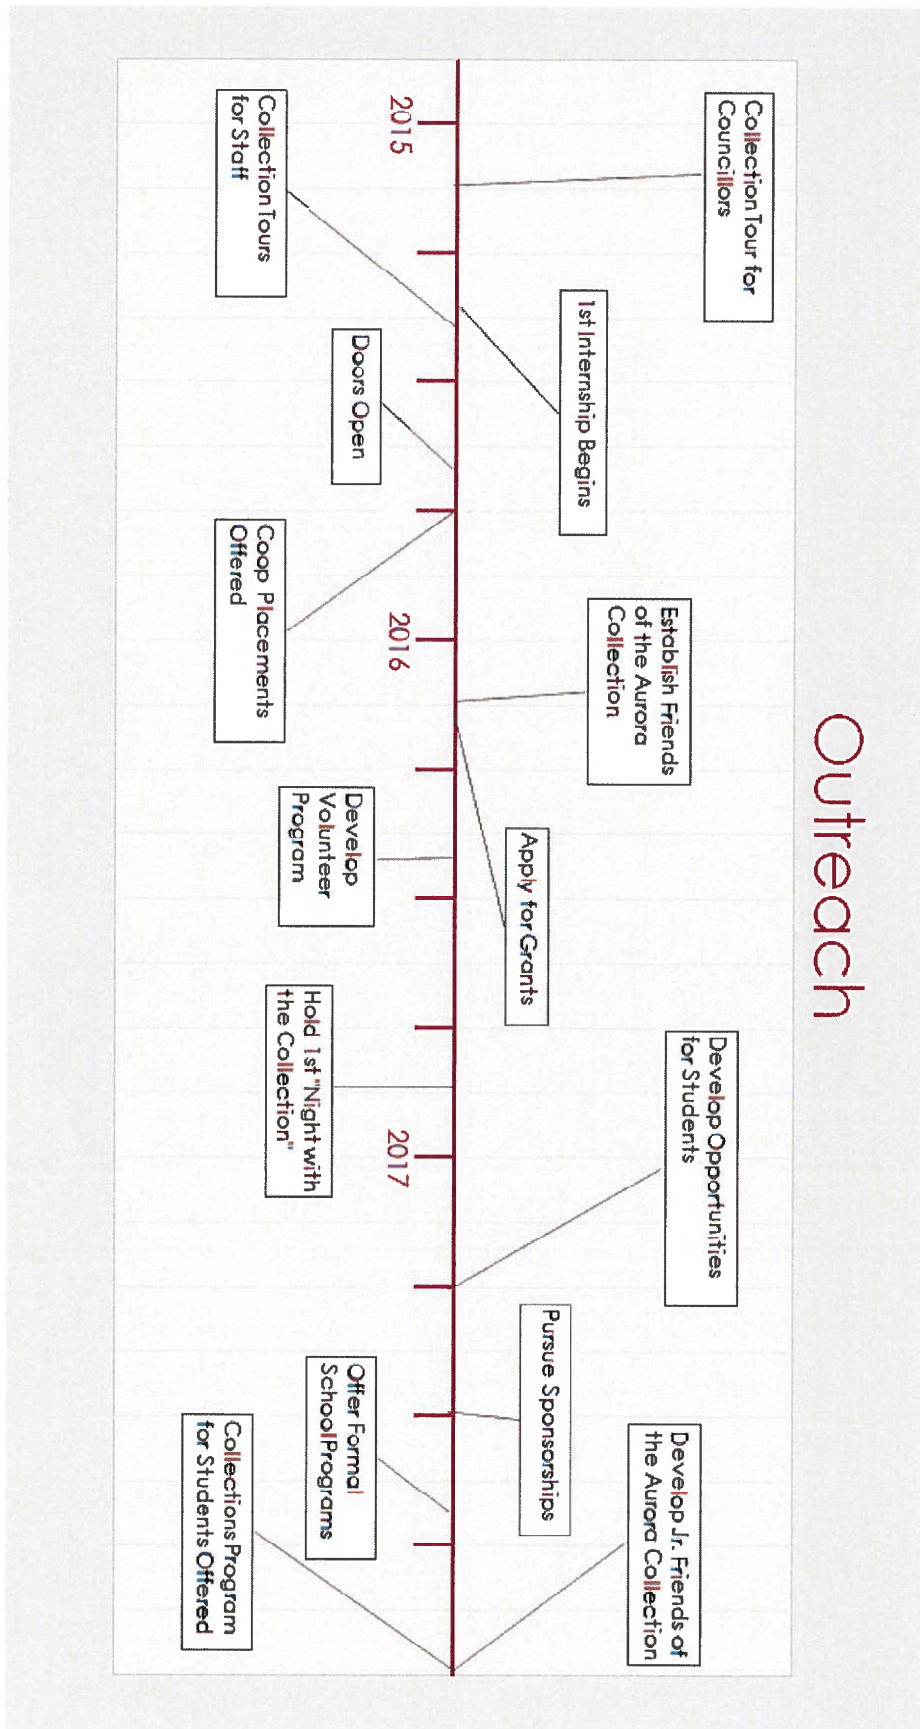 Outreach
Collection Tour for
Councillors
1st Internship Begins
Establish Friends
of the Aurora
Collection
Apply for Grants
Develop Opportunities
for Students
Pursue Sponsorships
Develop Jr. Friends of
the Aurora Collection
2015
2016
2017
Collection Tours
for Staff
Doors Open
Coop Placements
Offered
Develop
Volunteer
Program
Hold 1st "Night with
the Collection"
Offer Formal
School Programs
Collections Program
for Students Offered